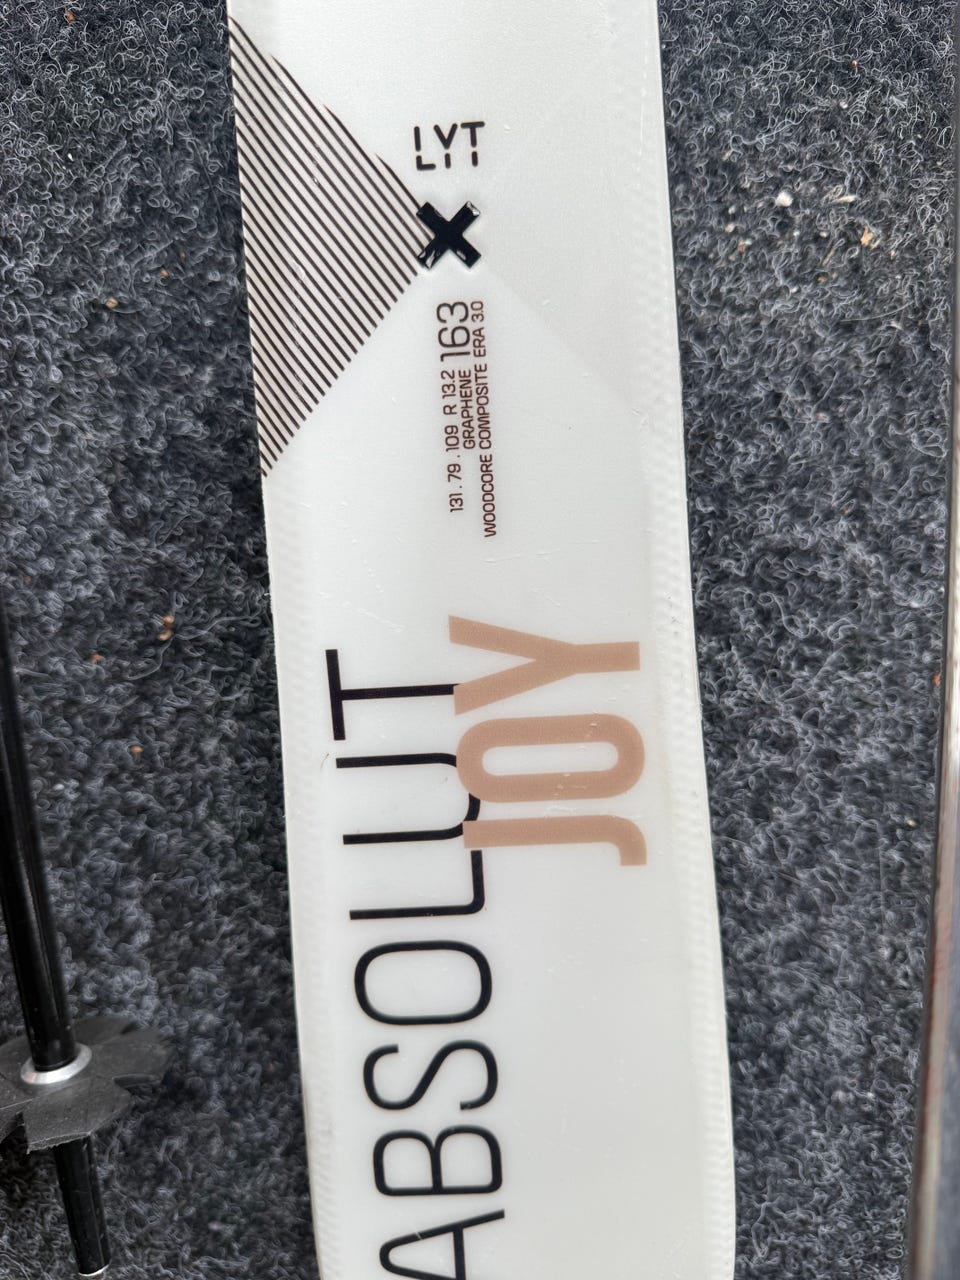 LYT
131 . 79 . 109 R 13.2 163
GRAPHENE
WOODCORE COMPOSITE ERA 3.0
ABSOLUT
JOY